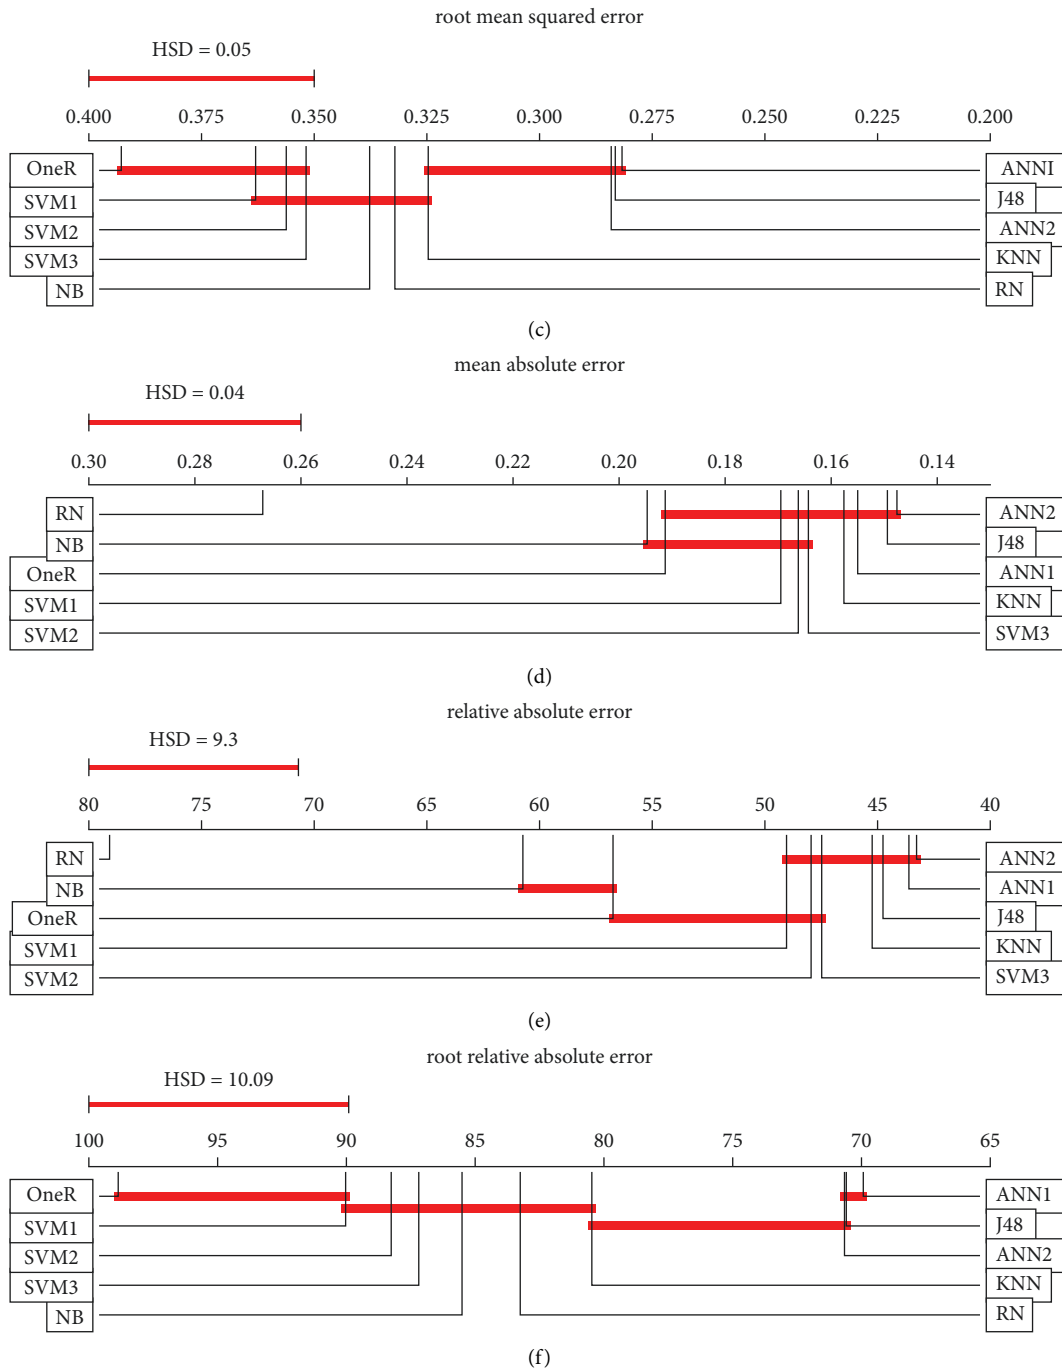 root mean squared error
HSD = 0.05
0.400 0.375 0.350 0.325 0.300 0.275 0.250 0.225 0.200
OneR ANNI
SVM1 J48
SVM2 ANN2
SVM3 KNN
NB RN
(c)
mean absolute error
HSD = 0.04
0.30 0.28 0.26 0.24 0.22 0.20 0.18 0.16 0.14
RN ANN2
NB J48
OneR ANN1
SVM1 KNN
SVM2 SVM3
(d)
relative absolute error
HSD = 9.3
80 75 70 65 60 55 50 45 40
RN ANN2
NB ANN1
OneR J48
SVM1 KNN
SVM2 SVM3
(e)
root relative absolute error
HSD = 10.09
100 95 90 85 80 75 70 65
OneR ANN1
SVM1 J48
SVM2 ANN2
SVM3 KNN
NB RN
(f)